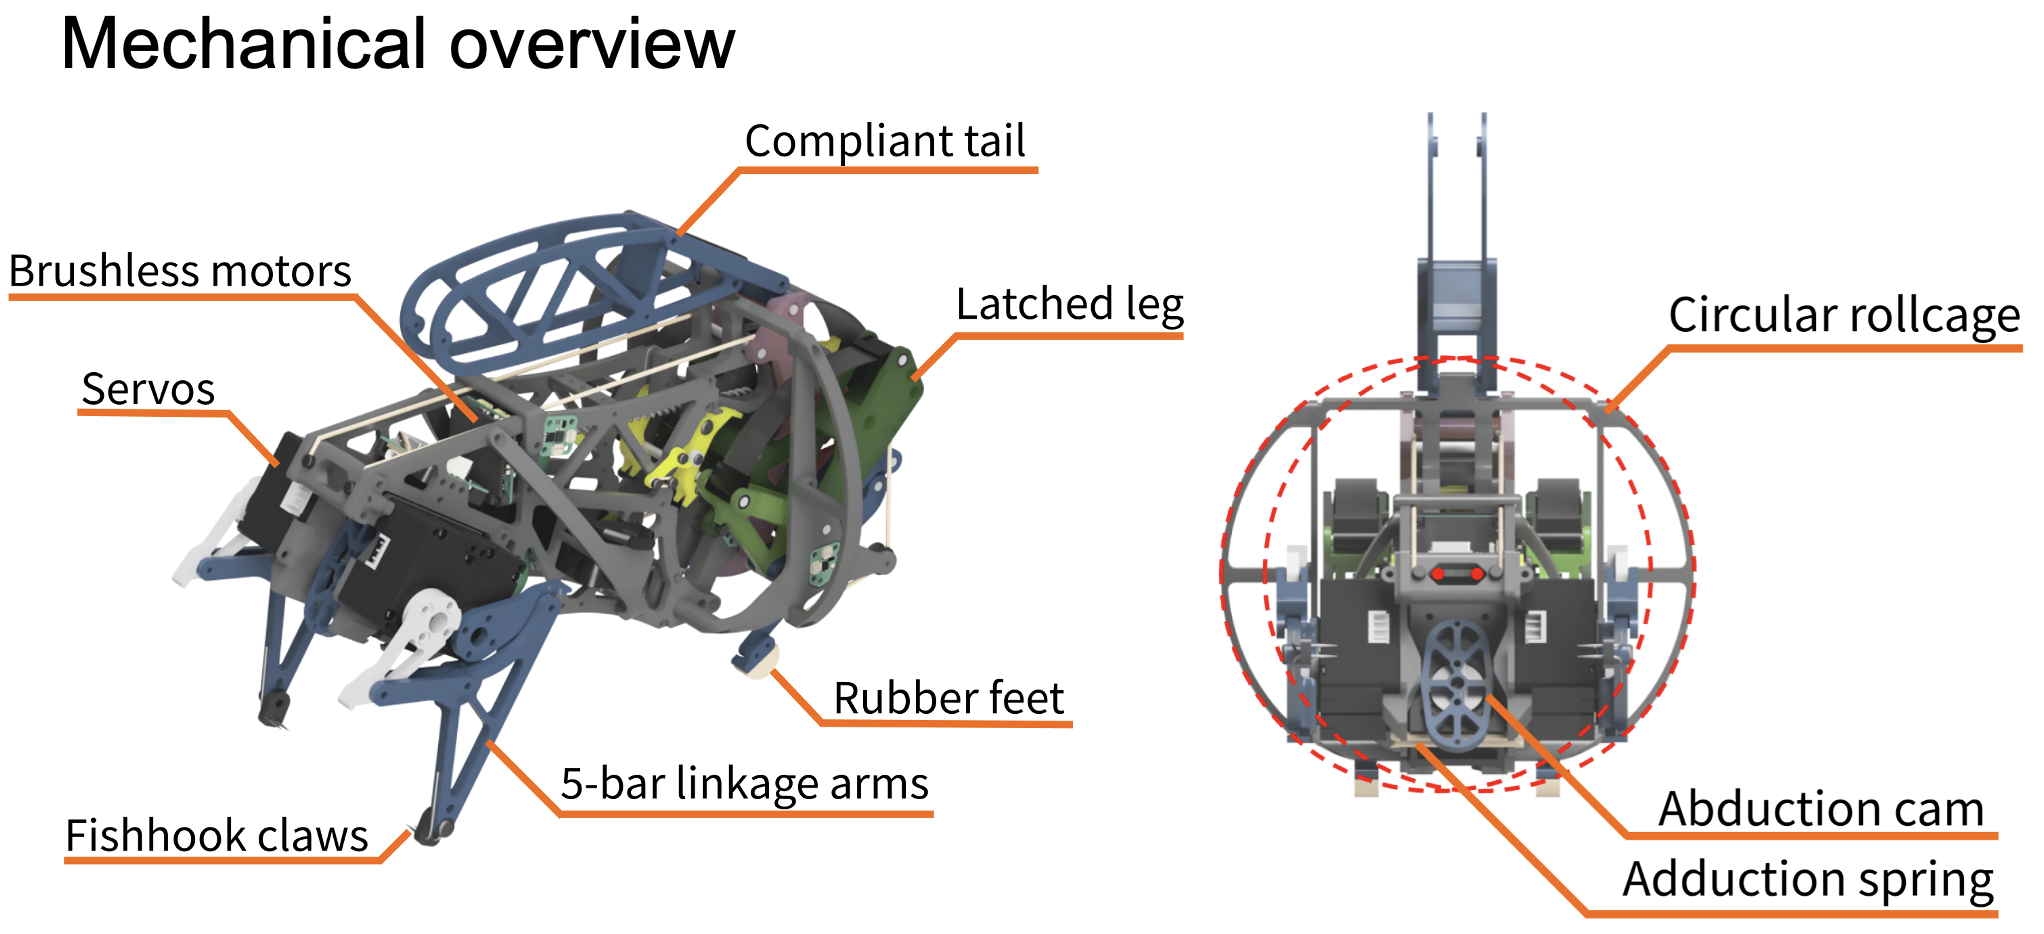 Mechanical overview
Compliant tail
Brushless motors
Latched leg
Circular rollcage
Servos
Rubber feet
5-bar linkage arms
Abduction cam
Fishhook claws
Adduction spring